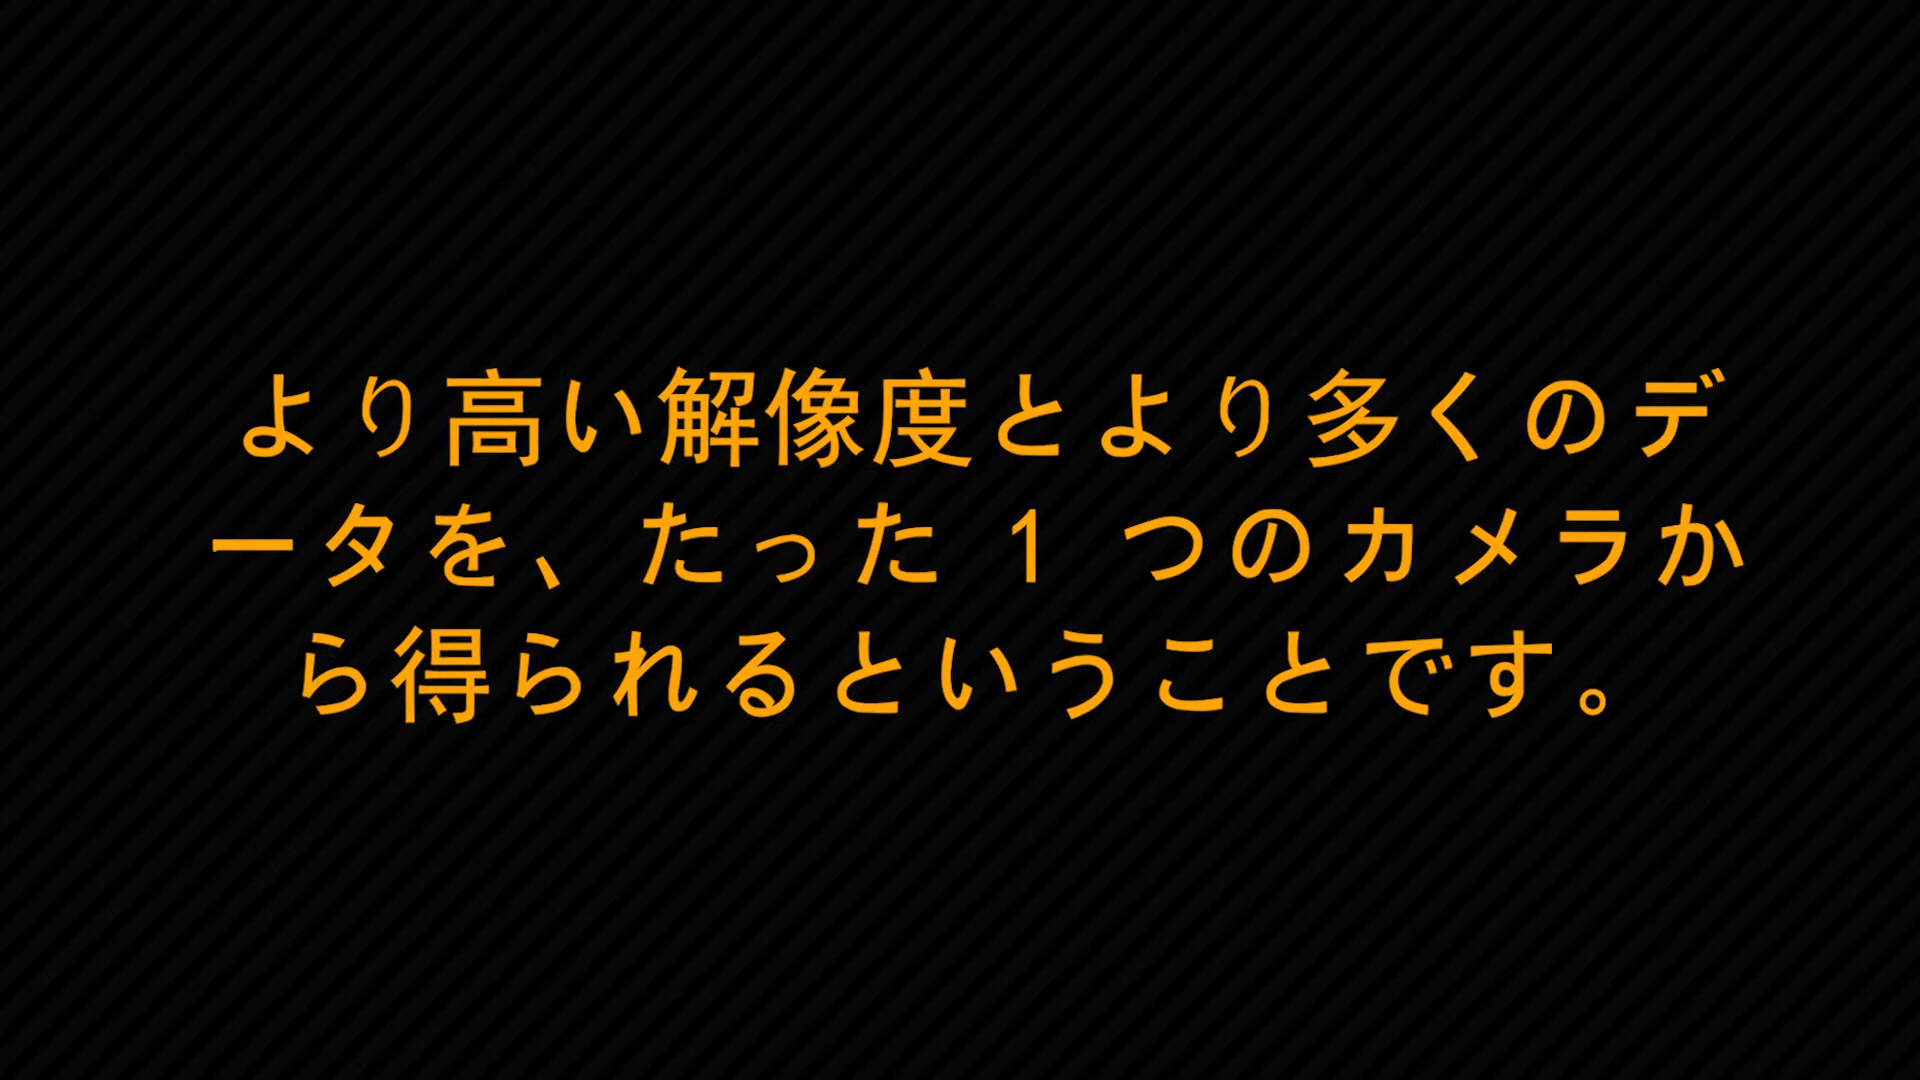 より高い解像度とより多くのデ
ータを、たった 1 つのカメラか
ら得られるということです。